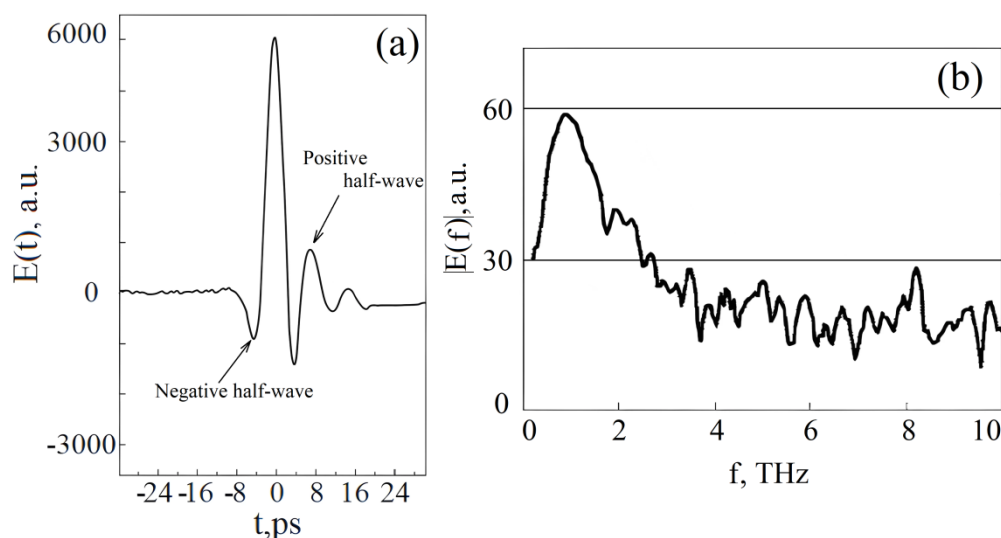 (a)
6000
3000
0
-3000
E(t), a.u.
Positive
half-wave
Negative half-wave
-24 -16 -8 0 8 16 24
t,ps
(b)
60
30
0
|E(f)|,a.u.
0 2 4 6 8 10
f, THz